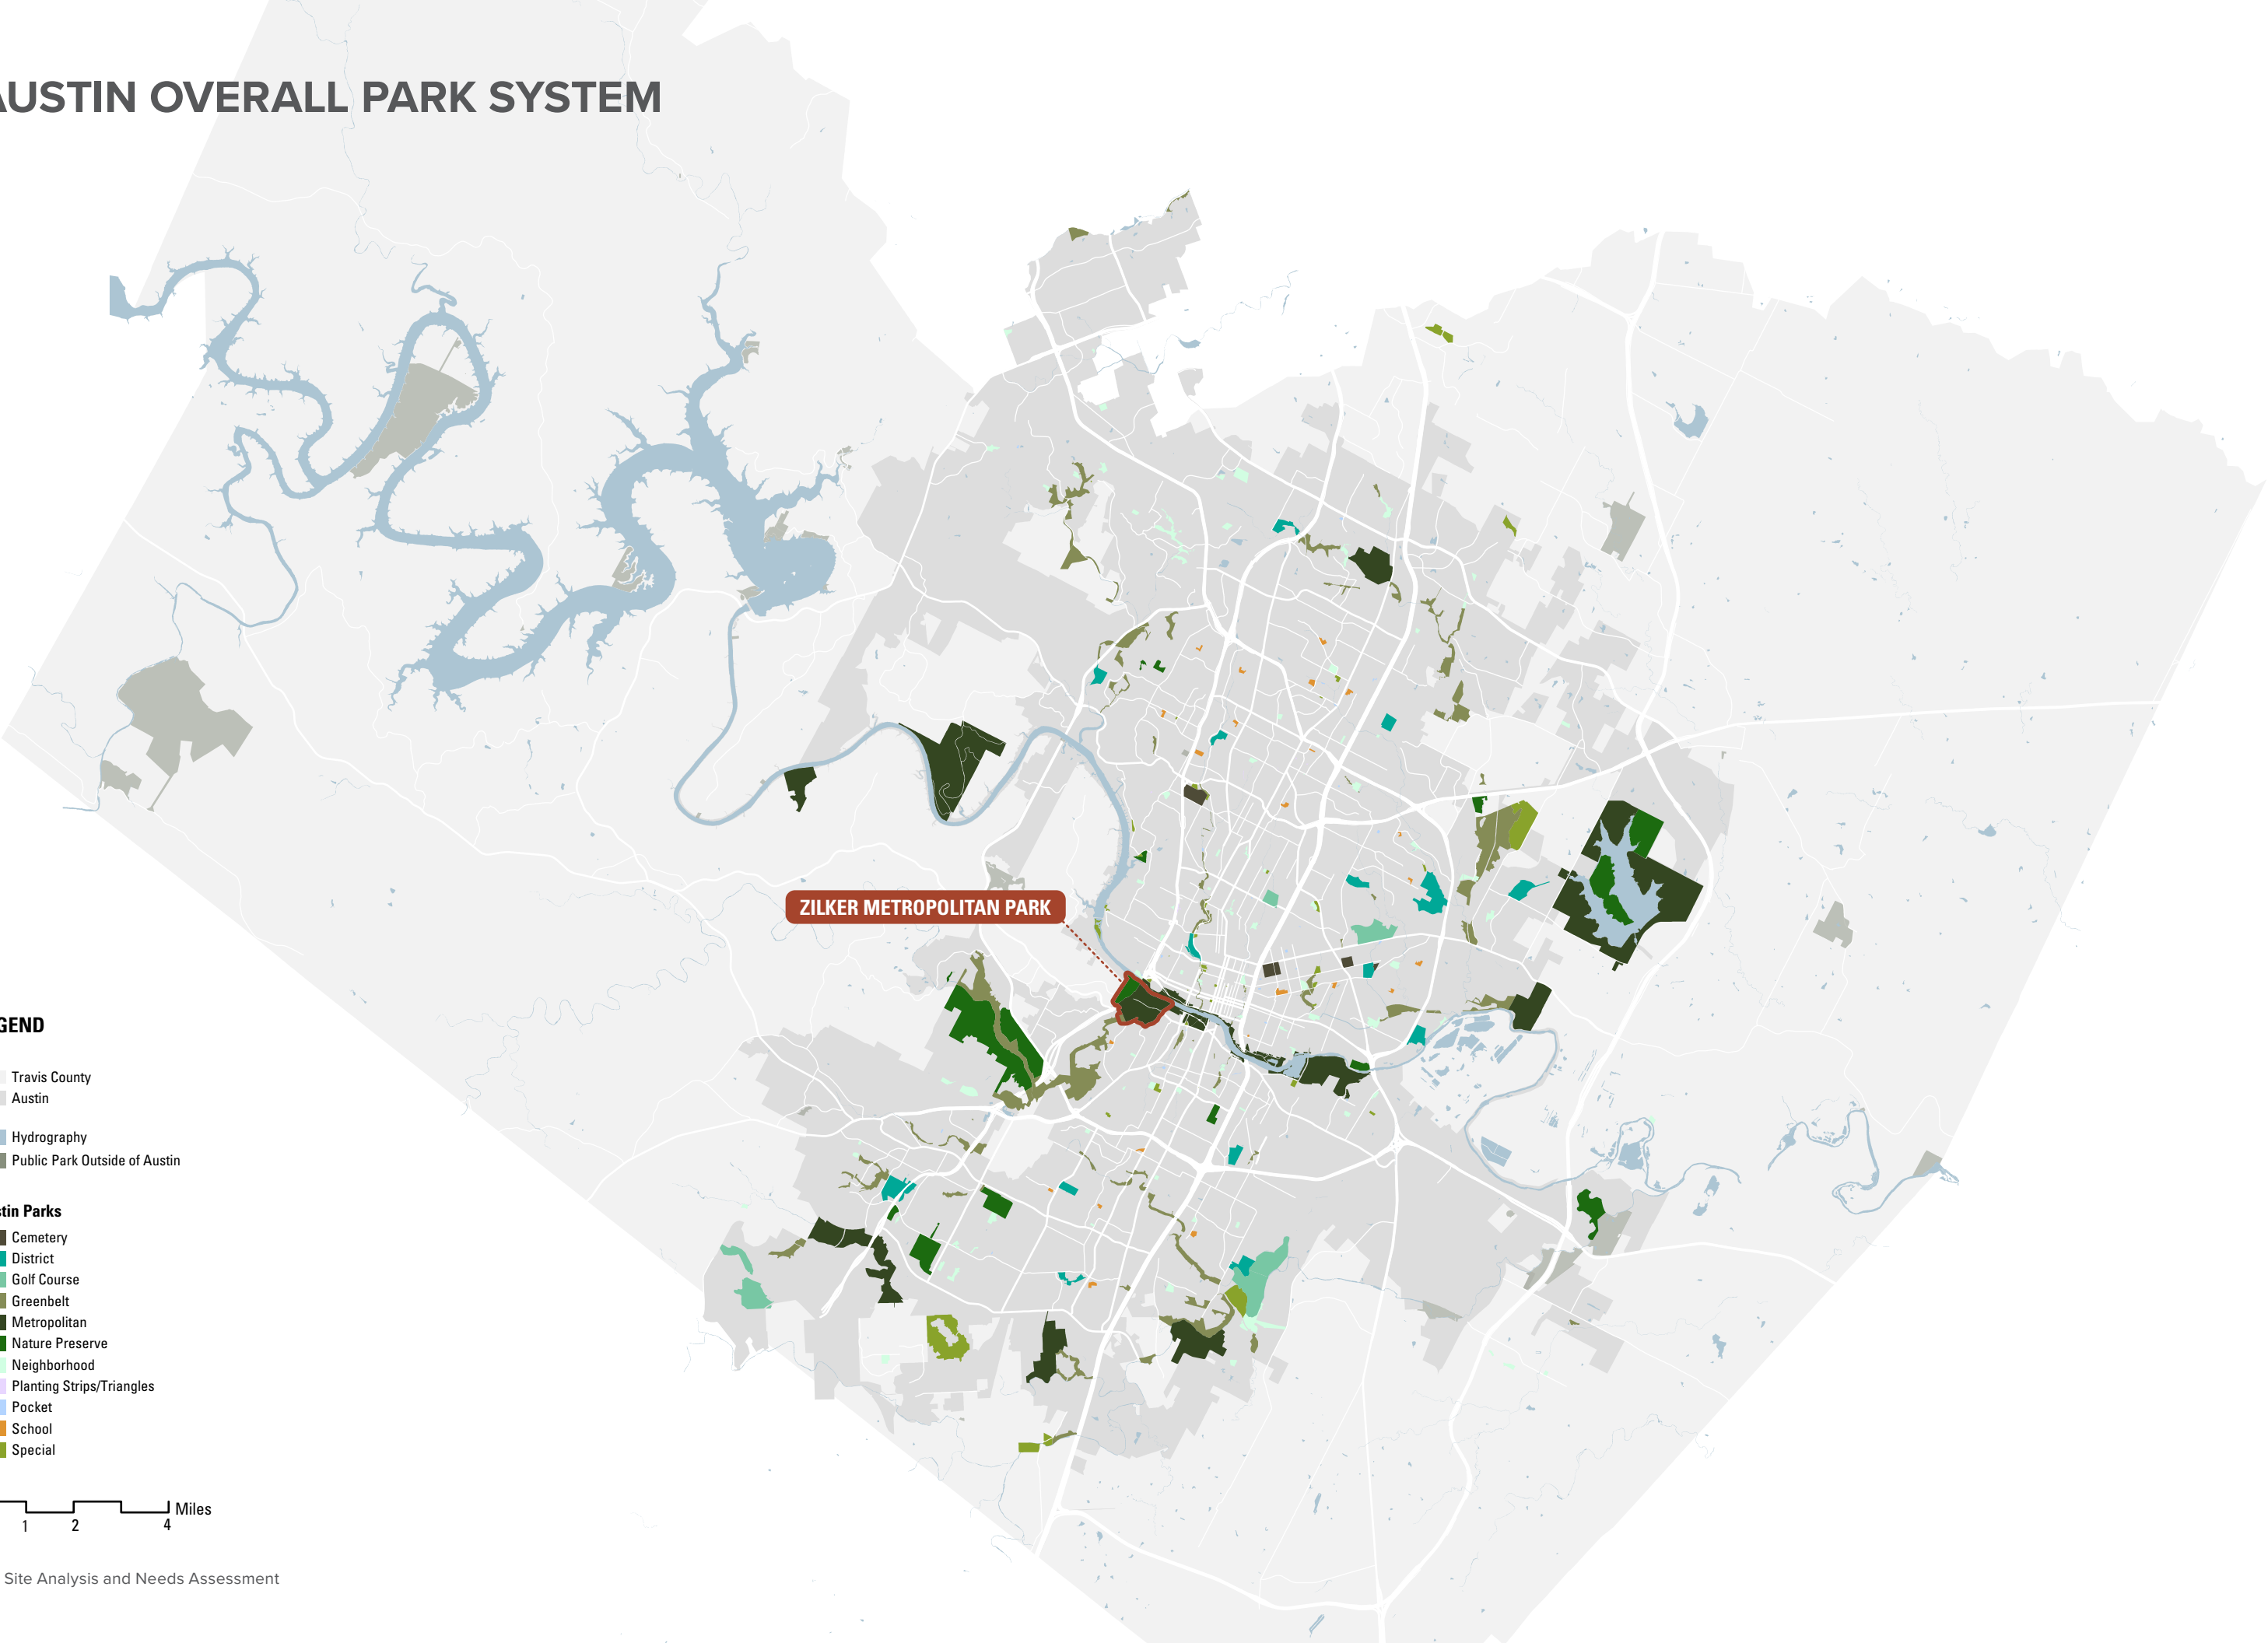 AUSTIN OVERALL PARK SYSTEM
ZILKER METROPOLITAN PARK
GEND
Travis County
Austin
Hydrography
Public Park Outside of Austin
stin Parks
Cemetery
District
Golf Course
Greenbelt
Metropolitan
Nature Preserve
Neighborhood
Planting Strips/Triangles
Pocket
School
Special
Miles
1 2 4
Site Analysis and Needs Assessment